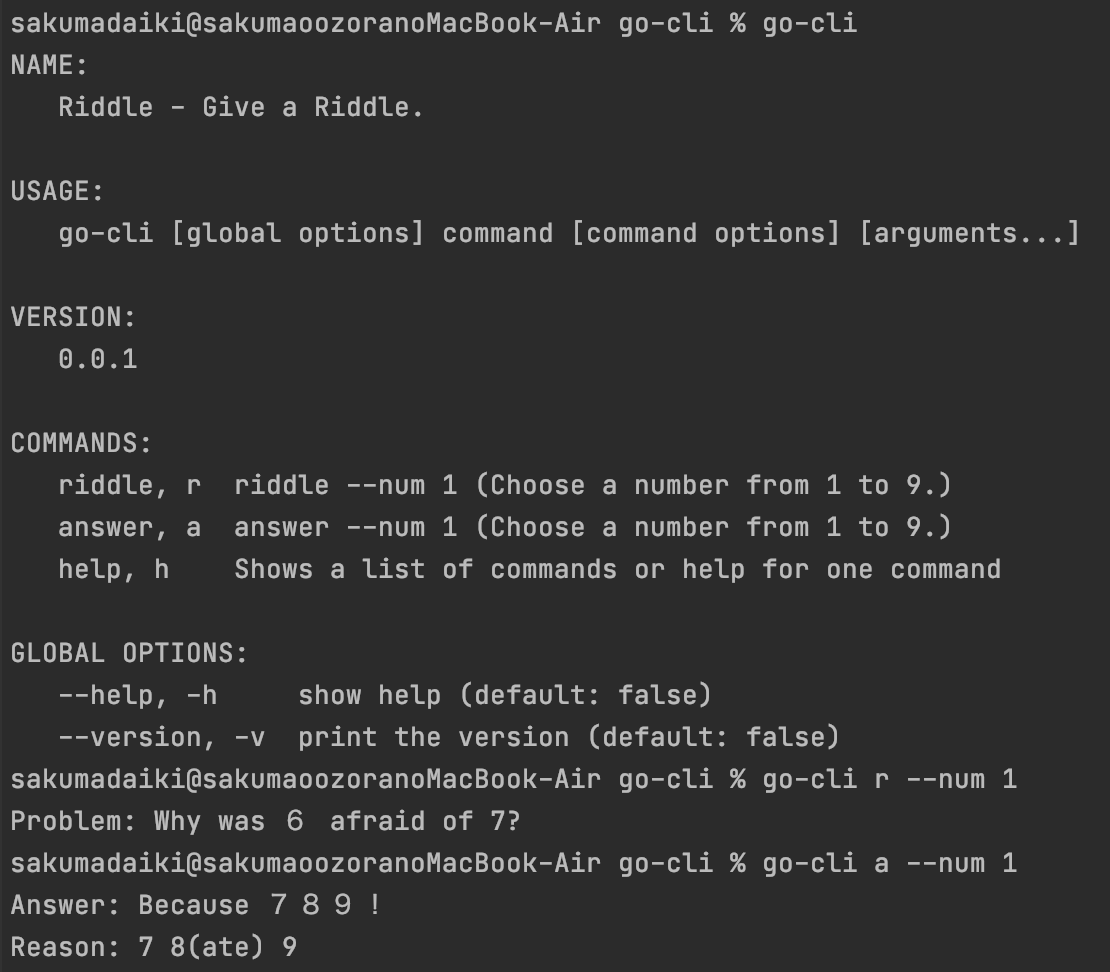 sakumadaiki@sakumaoozoranoMacBook-Air go-cli % go-cli
NAME:
   Riddle - Give a Riddle.

USAGE:
   go-cli [global options] command [command options] [arguments...]

VERSION:
   0.0.1

COMMANDS:
   riddle, r  riddle --num 1 (Choose a number from 1 to 9.)
   answer, a  answer --num 1 (Choose a number from 1 to 9.)
   help, h    Shows a list of commands or help for one command

GLOBAL OPTIONS:
   --help, -h     show help (default: false)
   --version, -v  print the version (default: false)
sakumadaiki@sakumaoozoranoMacBook-Air go-cli % go-cli r --num 1
Problem: Why was ６ afraid of 7?
sakumadaiki@sakumaoozoranoMacBook-Air go-cli % go-cli a --num 1
Answer: Because ７８９！
Reason: 7 8(ate) 9